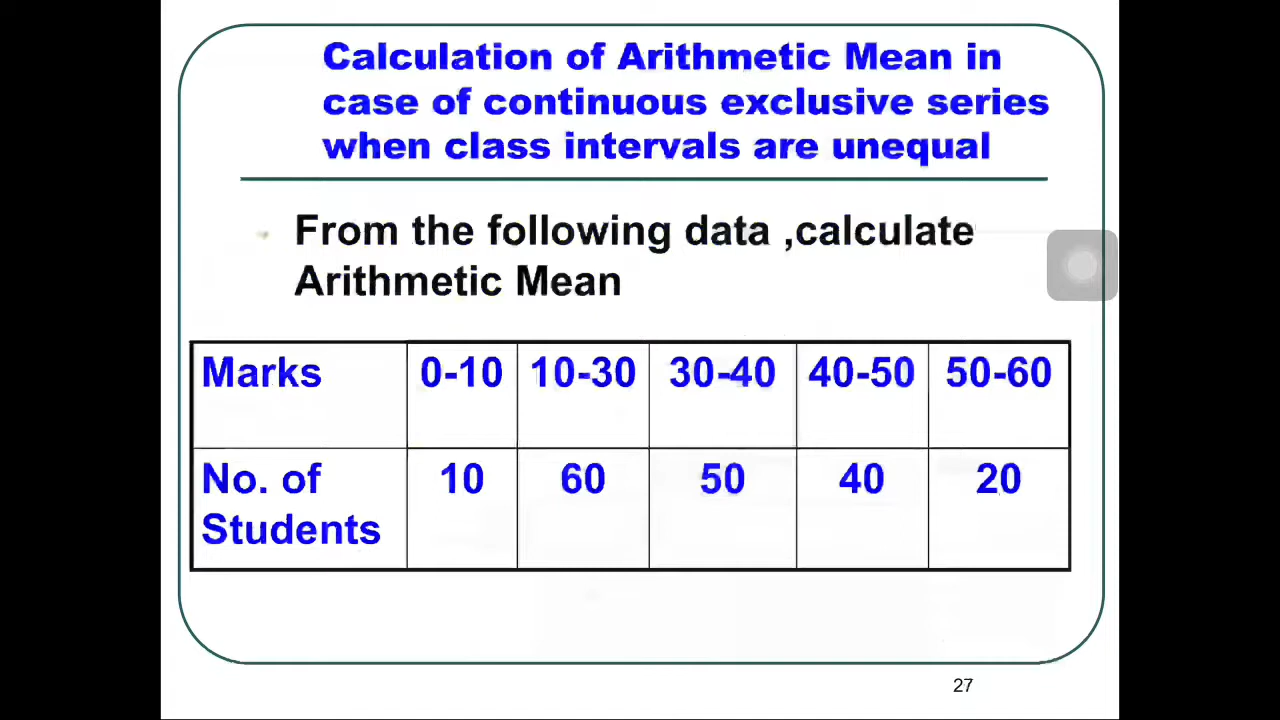 Calculation of Arithmetic Mean in
case of continuous exclusive series
when class intervals are unequal
From the following data ,calculate
Arithmetic Mean
Marks 0-10 10-30 30-40 40-50 50-60
No. of 10 60 50 40 20
Students
27